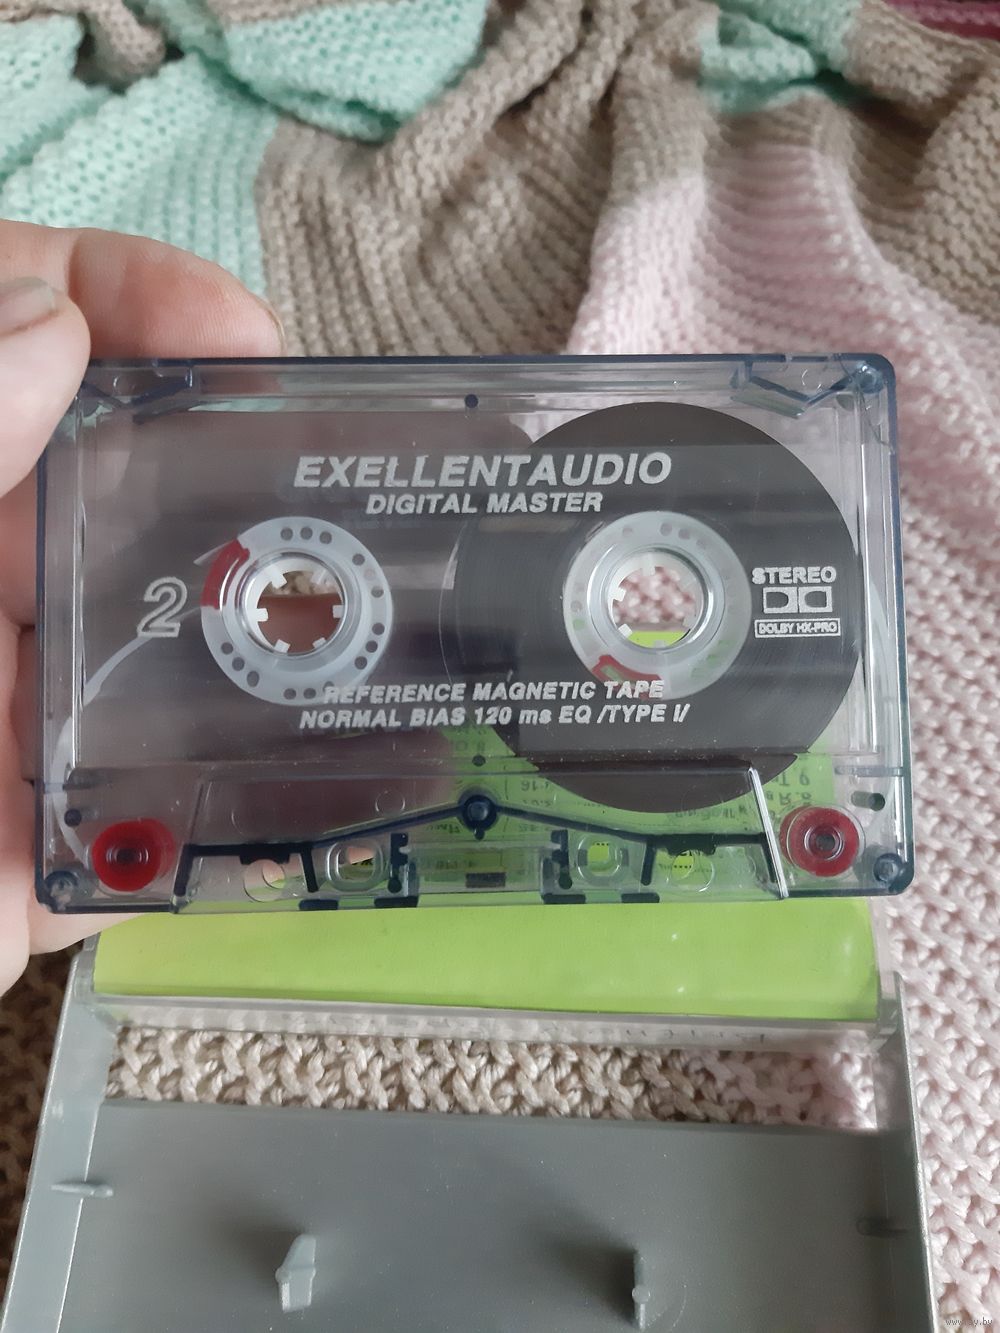 EXELLENTAUDIO
DIGITAL MASTER
2
STEREO
DOLBY HX-PRO
REFERENCE MAGNETIC TAPE
NORMAL BIAS 120 ms EQ /TYPE I/